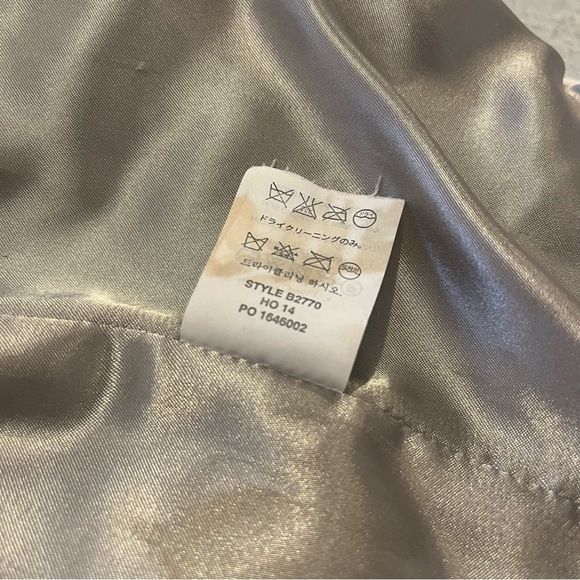 ドライクリーニングのみ。
드라이클리닝 하시오.
STYLE B2770
HO 14
PO 1646002